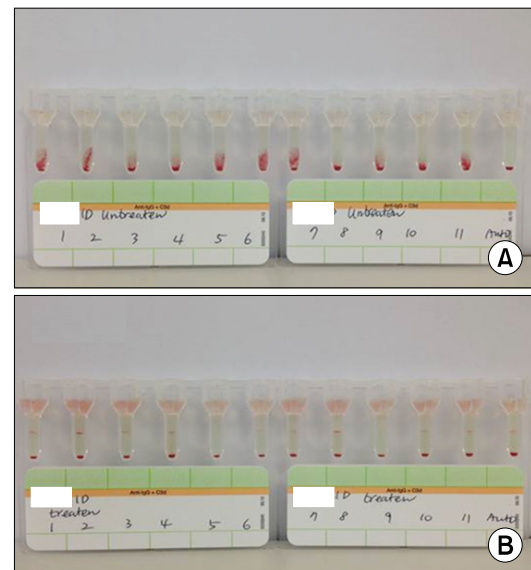 Anti-IgG + C3d
ID Untreaten
1 2 3 4 5 6
Anti-IgG + C3d
ID Untreaten
7 8 9 10 11 Auto
A
Anti-IgG + C3d
ID
treaten
1 2 3 4 5 6
Anti-IgG + C3d
ID treaten
7 8 9 10 11 Auto
B